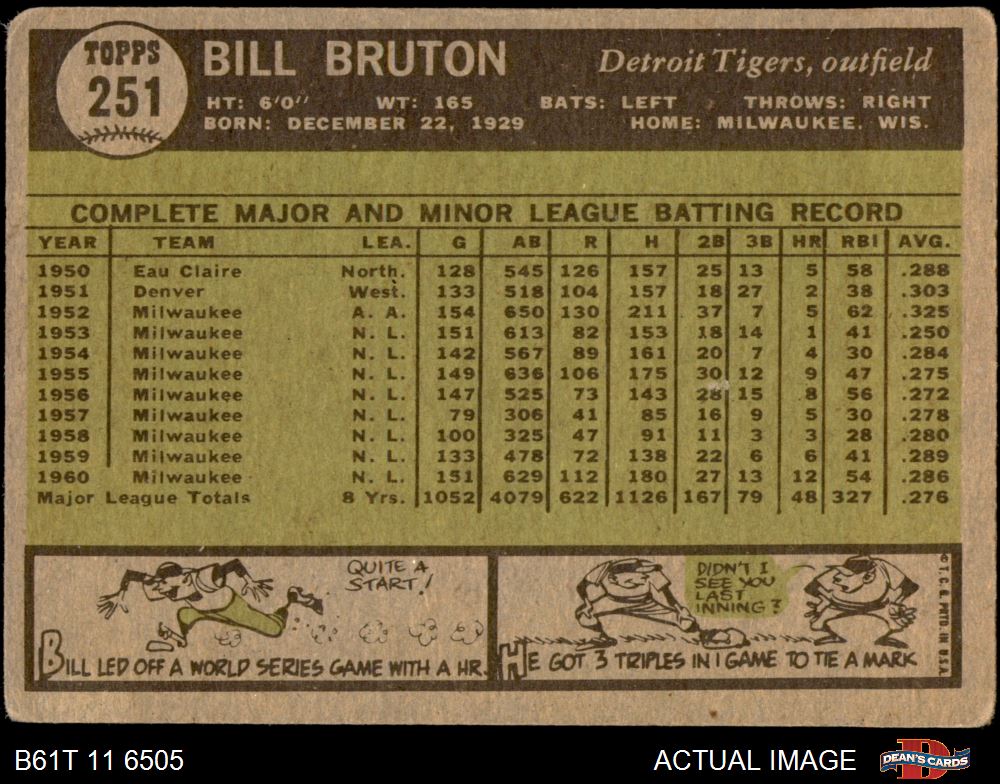 TOPPS
251
BILL BRUTON
Detroit Tigers, outfield
HT: 6'0" WT: 165 BATS: LEFT THROWS: RIGHT
BORN: DECEMBER 22, 1929 HOME: MILWAUKEE, WIS.
COMPLETE MAJOR AND MINOR LEAGUE BATTING RECORD
YEAR TEAM LEA. G AB R H 2B 3B HR RBI AVG.
1950 Eau Claire North. 128 545 126 157 25 13 5 58 .288
1951 Denver West. 133 518 104 157 18 27 2 38 .303
1952 Milwaukee A. A. 154 650 130 211 37 7 5 62 .325
1953 Milwaukee N. L. 151 613 82 153 18 14 1 41 .250
1954 Milwaukee N. L. 142 567 89 161 20 7 4 30 .284
1955 Milwaukee N. L. 149 636 106 175 30 12 9 47 .275
1956 Milwaukee N. L. 147 525 73 143 28 15 8 56 .272
1957 Milwaukee N. L. 79 306 41 85 16 9 5 30 .278
1958 Milwaukee N. L. 100 325 47 91 11 3 3 28 .280
1959 Milwaukee N. L. 133 478 72 138 22 6 6 41 .289
1960 Milwaukee N. L. 151 629 112 180 27 13 12 54 .286
Major League Totals 8 Yrs. 1052 4079 622 1126 167 79 48 327 .276
QUITE A
START!
BILL LED OFF A WORLD SERIES GAME WITH A HR.
DIDN'T I
SEE YOU
LAST
INNING?
HE GOT 3 TRIPLES IN 1 GAME TO TIE A MARK
© T. C. G. PRTD IN U.S.A.
B61T 11 6505
ACTUAL IMAGE
DEAN'S CARDS